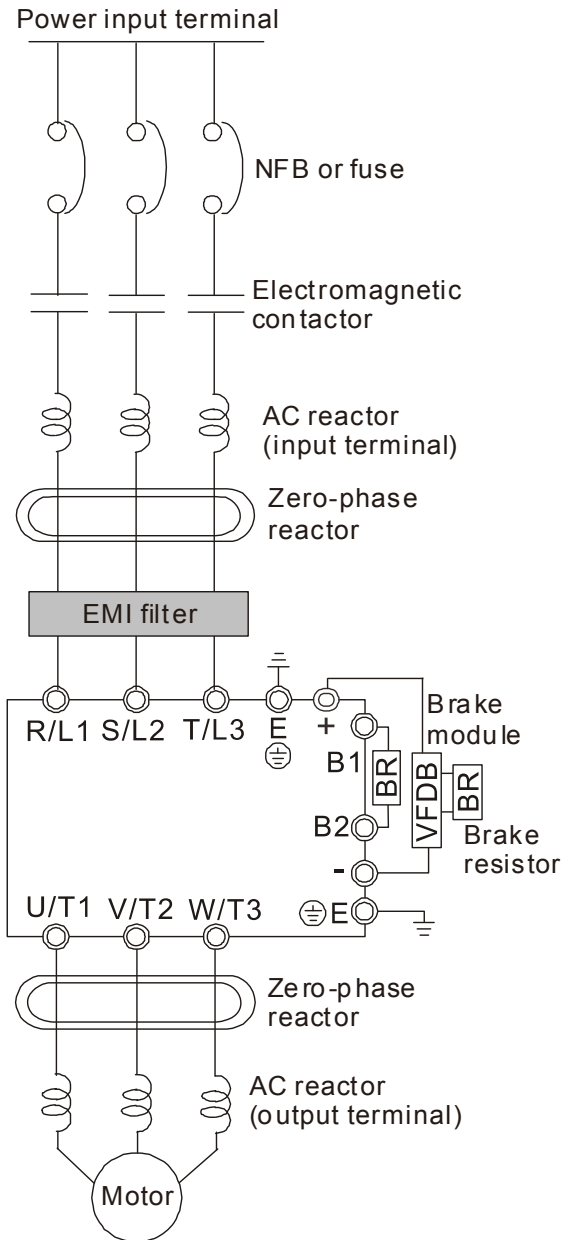 Power input terminal
NFB or fuse
Electromagnetic
contactor
AC reactor
(input terminal)
Zero-phase
reactor
EMI filter
R/L1 S/L2 T/L3 E +
B1
BR
B2
-
E
Brake
module
VFDB
BR
Brake
resistor
U/T1 V/T2 W/T3
Zero-phase
reactor
AC reactor
(output terminal)
Motor